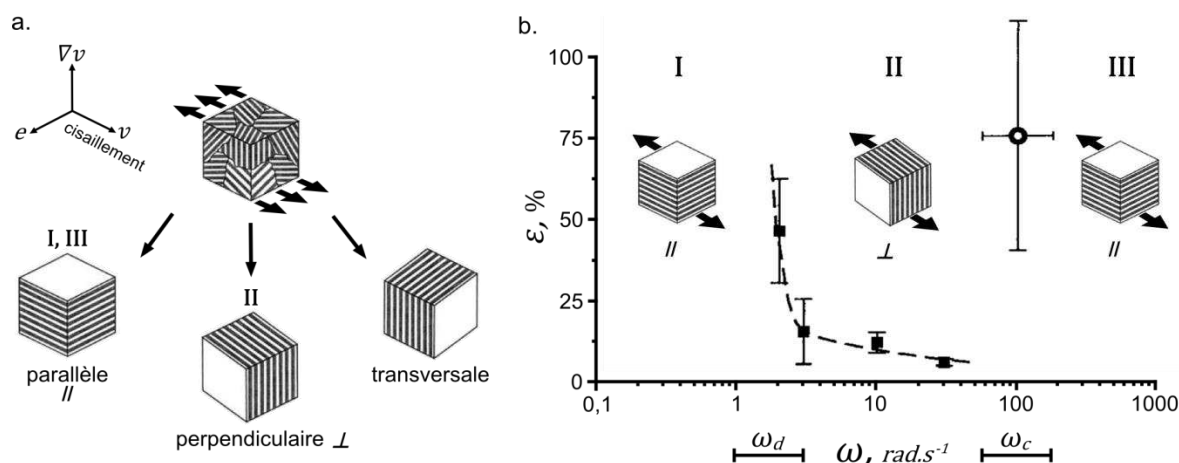 a.
∇v
e
v
cisaillement
I, III
parallèle
//
II
perpendiculaire ⊥
transversale
b.
ε, %
100
75
50
25
0
I
II
III
//
⊥
//
0,1
1
10
100
1000
ω_d
ω, rad.s⁻¹
ω_c